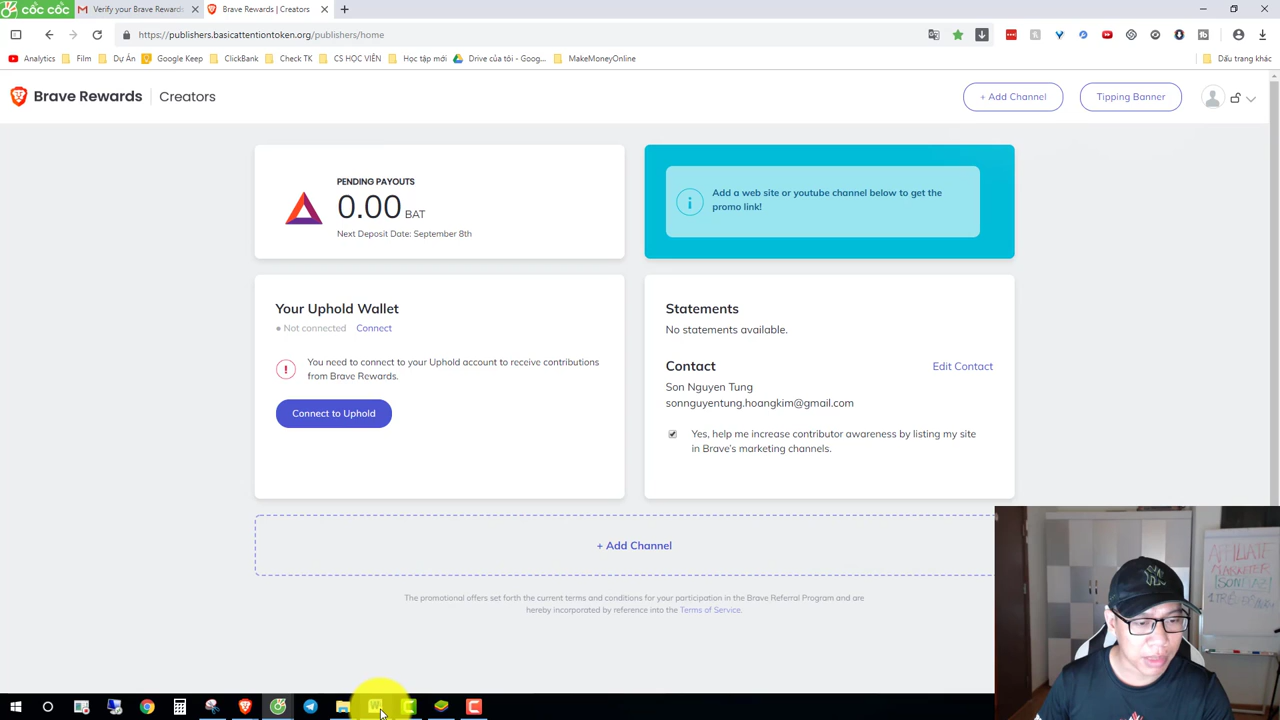 cốc cốc
Verify your Brave Rewards
Brave Rewards | Creators
https://publishers.basicattentiontoken.org/publishers/home
Analytics
Film
Dự Án
Google Keep
ClickBank
Check TK
CS HỌC VIÊN
Học tập mới
Drive của tôi - Goog...
MakeMoneyOnline
Dấu trang khác
Brave Rewards
Creators
+ Add Channel
Tipping Banner
PENDING PAYOUTS
0.00 BAT
Next Deposit Date: September 8th
Add a web site or youtube channel below to get the
promo link!
Your Uphold Wallet
Not connected
Connect
You need to connect to your Uphold account to receive contributions
from Brave Rewards.
Connect to Uphold
Statements
No statements available.
Contact
Edit Contact
Son Nguyen Tung
sonnguyentung.hoangkim@gmail.com
Yes, help me increase contributor awareness by listing my site
in Brave's marketing channels.
+ Add Channel
The promotional offers set forth the current terms and conditions for your participation in the Brave Referral Program and are
hereby incorporated by reference into the Terms of Service.
AFFILIATE
MARKETER